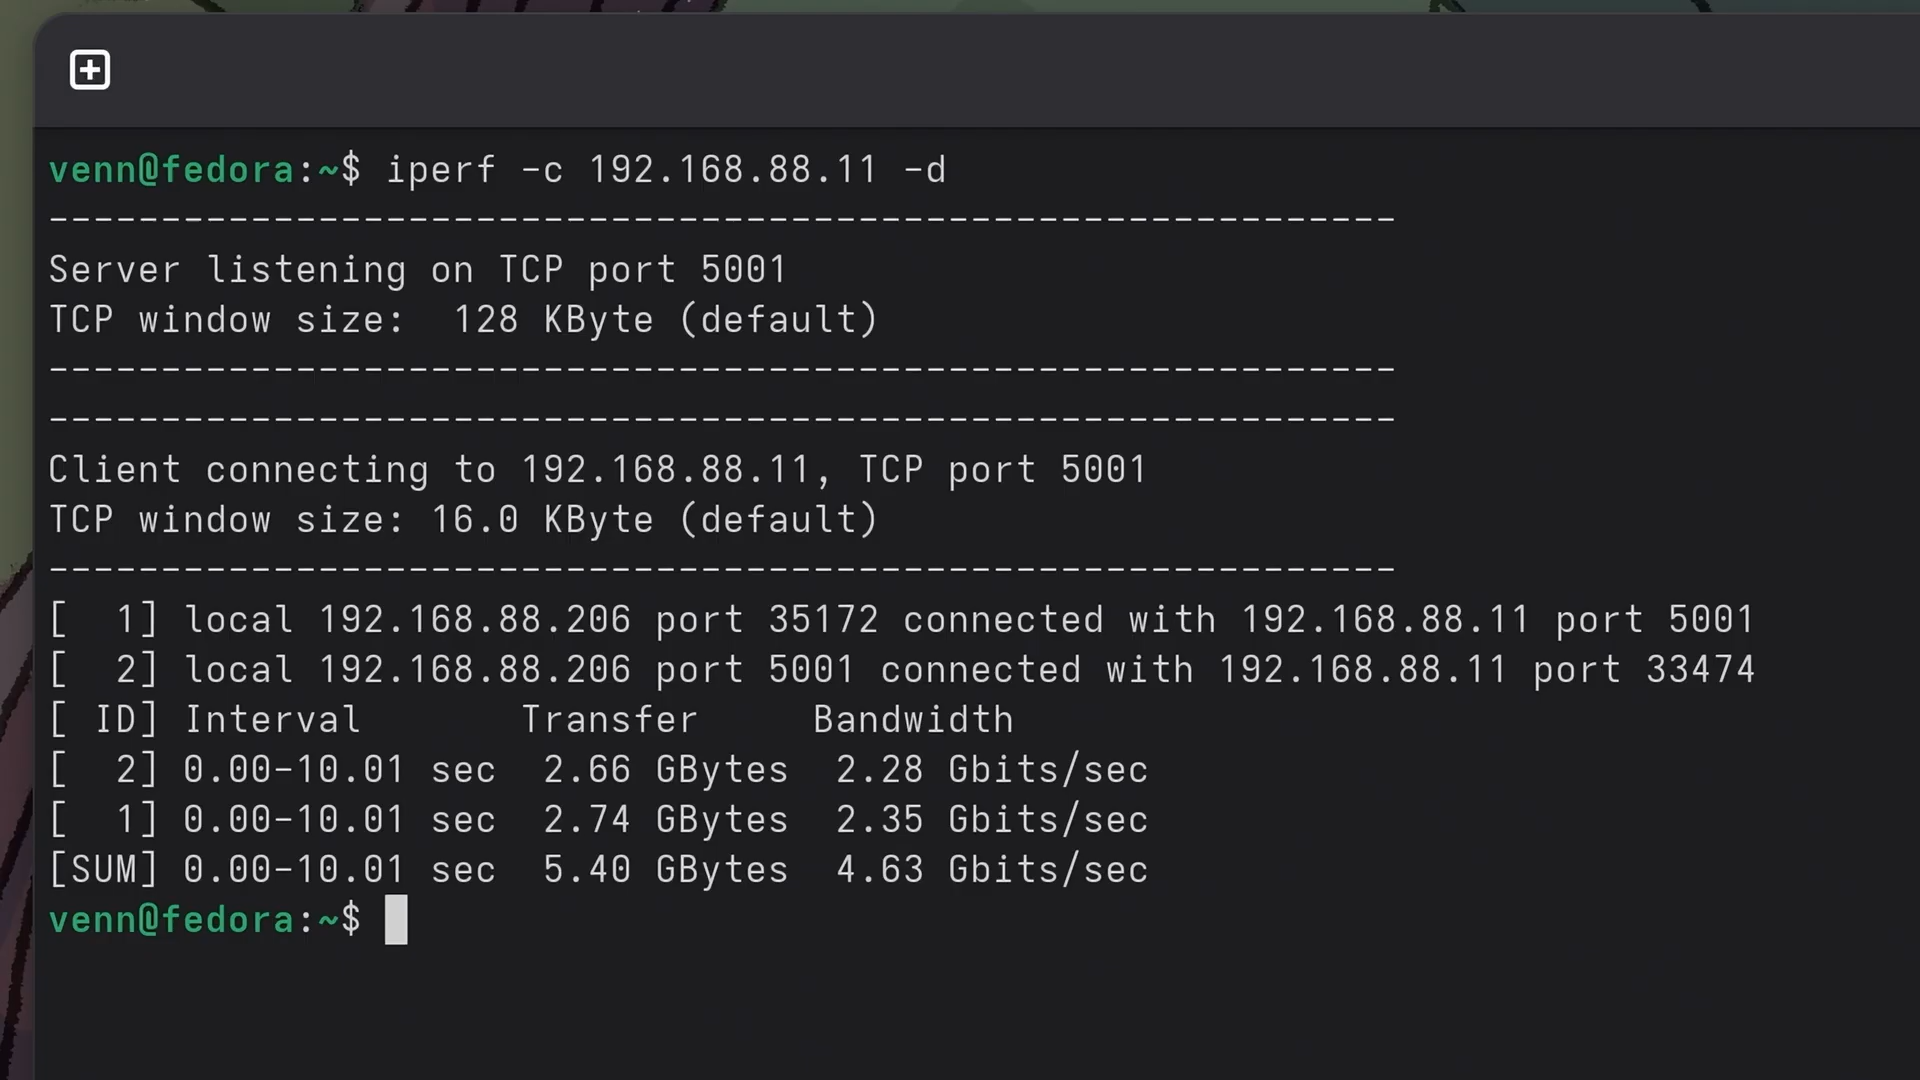 venn@fedora:~$ iperf -c 192.168.88.11 -d
------------------------------------------------------------
Server listening on TCP port 5001
TCP window size:  128 KByte (default)
------------------------------------------------------------
------------------------------------------------------------
Client connecting to 192.168.88.11, TCP port 5001
TCP window size: 16.0 KByte (default)
------------------------------------------------------------
[  1] local 192.168.88.206 port 35172 connected with 192.168.88.11 port 5001
[  2] local 192.168.88.206 port 5001 connected with 192.168.88.11 port 33474
[ ID] Interval       Transfer     Bandwidth
[  2] 0.00-10.01 sec  2.66 GBytes  2.28 Gbits/sec
[  1] 0.00-10.01 sec  2.74 GBytes  2.35 Gbits/sec
[SUM] 0.00-10.01 sec  5.40 GBytes  4.63 Gbits/sec
venn@fedora:~$